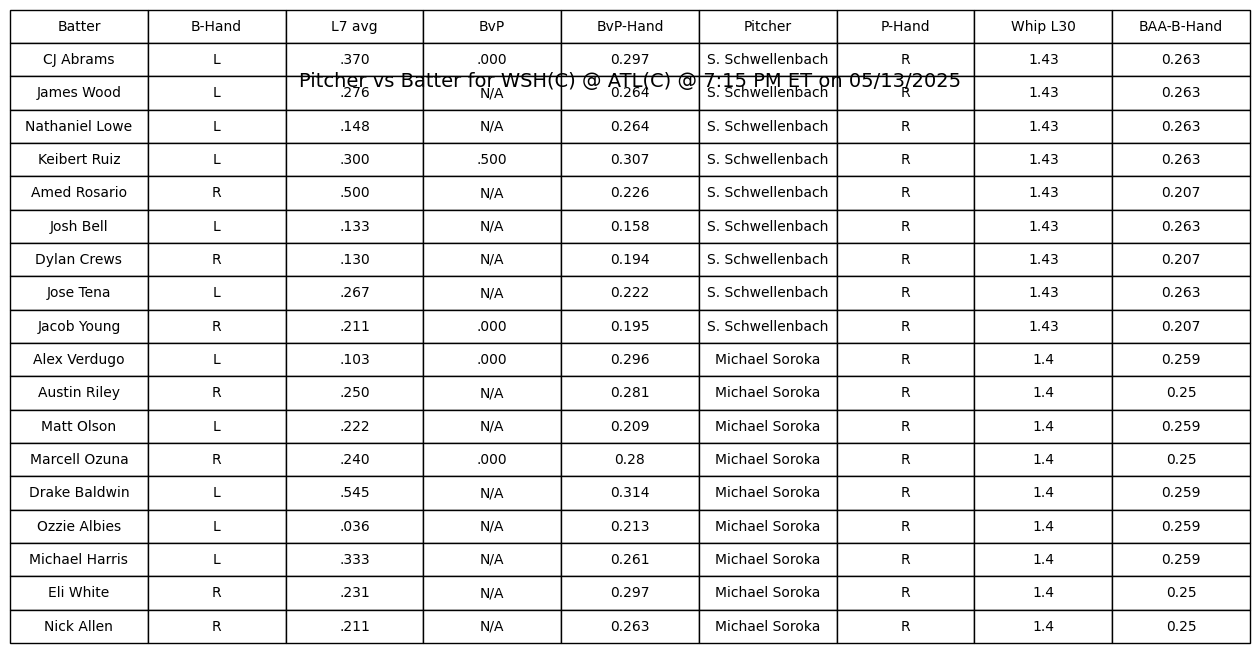 Batter B-Hand L7 avg BvP BvP-Hand Pitcher P-Hand Whip L30 BAA-B-Hand
CJ Abrams L .370 .000 0.297 S. Schwellenbach R 1.43 0.263
Pitcher vs Batter for WSH(C) @ ATL(C) @ 7:15 PM ET on 05/13/2025
James Wood L .276 N/A 0.264 S. Schwellenbach R 1.43 0.263
Nathaniel Lowe L .148 N/A 0.264 S. Schwellenbach R 1.43 0.263
Keibert Ruiz L .300 .500 0.307 S. Schwellenbach R 1.43 0.263
Amed Rosario R .500 N/A 0.226 S. Schwellenbach R 1.43 0.207
Josh Bell L .133 N/A 0.158 S. Schwellenbach R 1.43 0.263
Dylan Crews R .130 N/A 0.194 S. Schwellenbach R 1.43 0.207
Jose Tena L .267 N/A 0.222 S. Schwellenbach R 1.43 0.263
Jacob Young R .211 .000 0.195 S. Schwellenbach R 1.43 0.207
Alex Verdugo L .103 .000 0.296 Michael Soroka R 1.4 0.259
Austin Riley R .250 N/A 0.281 Michael Soroka R 1.4 0.25
Matt Olson L .222 N/A 0.209 Michael Soroka R 1.4 0.259
Marcell Ozuna R .240 .000 0.28 Michael Soroka R 1.4 0.25
Drake Baldwin L .545 N/A 0.314 Michael Soroka R 1.4 0.259
Ozzie Albies L .036 N/A 0.213 Michael Soroka R 1.4 0.259
Michael Harris L .333 N/A 0.261 Michael Soroka R 1.4 0.259
Eli White R .231 N/A 0.297 Michael Soroka R 1.4 0.25
Nick Allen R .211 N/A 0.263 Michael Soroka R 1.4 0.25